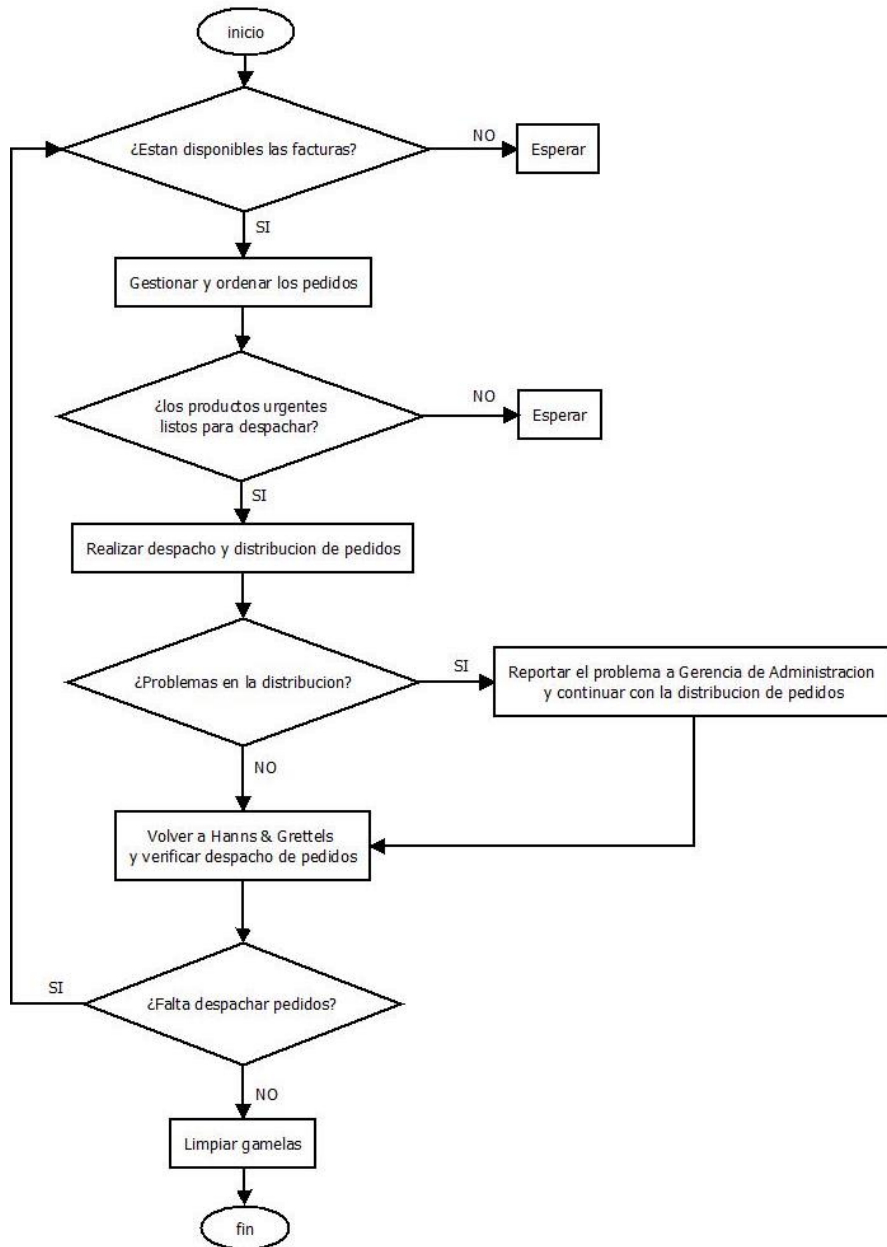 inicio
¿Estan disponibles las facturas?
NO
Esperar
SI
Gestionar y ordenar los pedidos
¿los productos urgentes
listos para despachar?
NO
Esperar
SI
Realizar despacho y distribucion de pedidos
¿Problemas en la distribucion?
SI
Reportar el problema a Gerencia de Administracion
y continuar con la distribucion de pedidos
NO
Volver a Hanns & Grettels
y verificar despacho de pedidos
SI
¿Falta despachar pedidos?
NO
Limpiar gamelas
fin